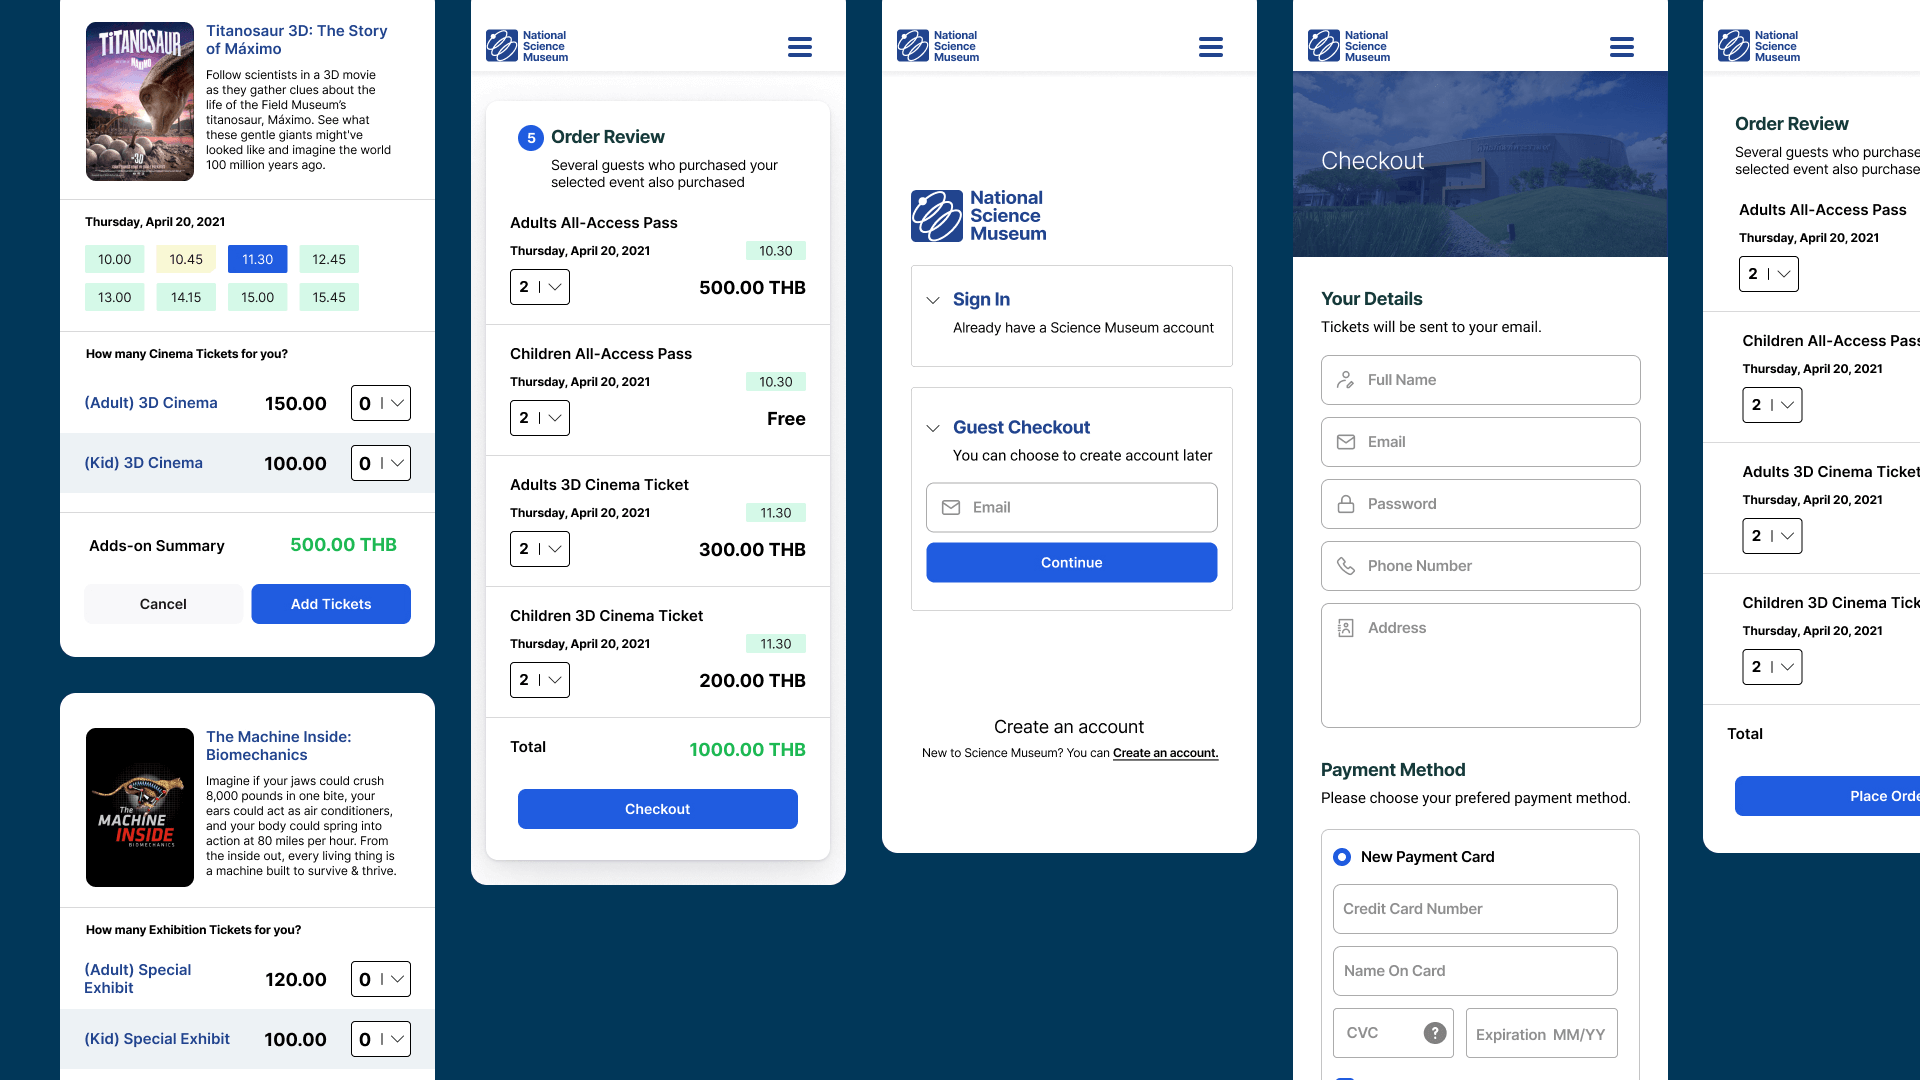 TITANOSAUR
MÁXIMO
3D
Titanosaur 3D: The Story
of Máximo
Follow scientists in a 3D movie
as they gather clues about the
life of the Field Museum’s
titanosaur, Máximo. See what
these gentle giants might've
looked like and imagine the world
100 million years ago.
Thursday, April 20, 2021
10.00 10.45 11.30 12.45
13.00 14.15 15.00 15.45
How many Cinema Tickets for you?
(Adult) 3D Cinema 150.00 0
(Kid) 3D Cinema 100.00 0
Adds-on Summary 500.00 THB
Cancel Add Tickets
The
MACHINE
INSIDE
BIOMECHANICS
The Machine Inside:
Biomechanics
Imagine if your jaws could crush
8,000 pounds in one bite, your
ears could act as air conditioners,
and your body could spring into
action at 80 miles per hour. From
the inside out, every living thing is
a machine built to survive & thrive.
How many Exhibition Tickets for you?
(Adult) Special
Exhibit 120.00 0
(Kid) Special Exhibit 100.00 0
National
Science
Museum
5 Order Review
Several guests who purchased your
selected event also purchased
Adults All-Access Pass
Thursday, April 20, 2021 10.30
2 500.00 THB
Children All-Access Pass
Thursday, April 20, 2021 10.30
2 Free
Adults 3D Cinema Ticket
Thursday, April 20, 2021 11.30
2 300.00 THB
Children 3D Cinema Ticket
Thursday, April 20, 2021 11.30
2 200.00 THB
Total 1000.00 THB
Checkout
National
Science
Museum
National
Science
Museum
Sign In
Already have a Science Museum account
Guest Checkout
You can choose to create account later
Email
Continue
Create an account
New to Science Museum? You can Create an account.
National
Science
Museum
Checkout
Your Details
Tickets will be sent to your email.
Full Name
Email
Password
Phone Number
Address
Payment Method
Please choose your prefered payment method.
New Payment Card
Credit Card Number
Name On Card
CVC ? Expiration MM/YY
National
Science
Museum
Order Review
Several guests who purchase
selected event also purchase
Adults All-Access Pass
Thursday, April 20, 2021
2
Children All-Access Pass
Thursday, April 20, 2021
2
Adults 3D Cinema Ticket
Thursday, April 20, 2021
2
Children 3D Cinema Tick
Thursday, April 20, 2021
2
Total
Place Orde